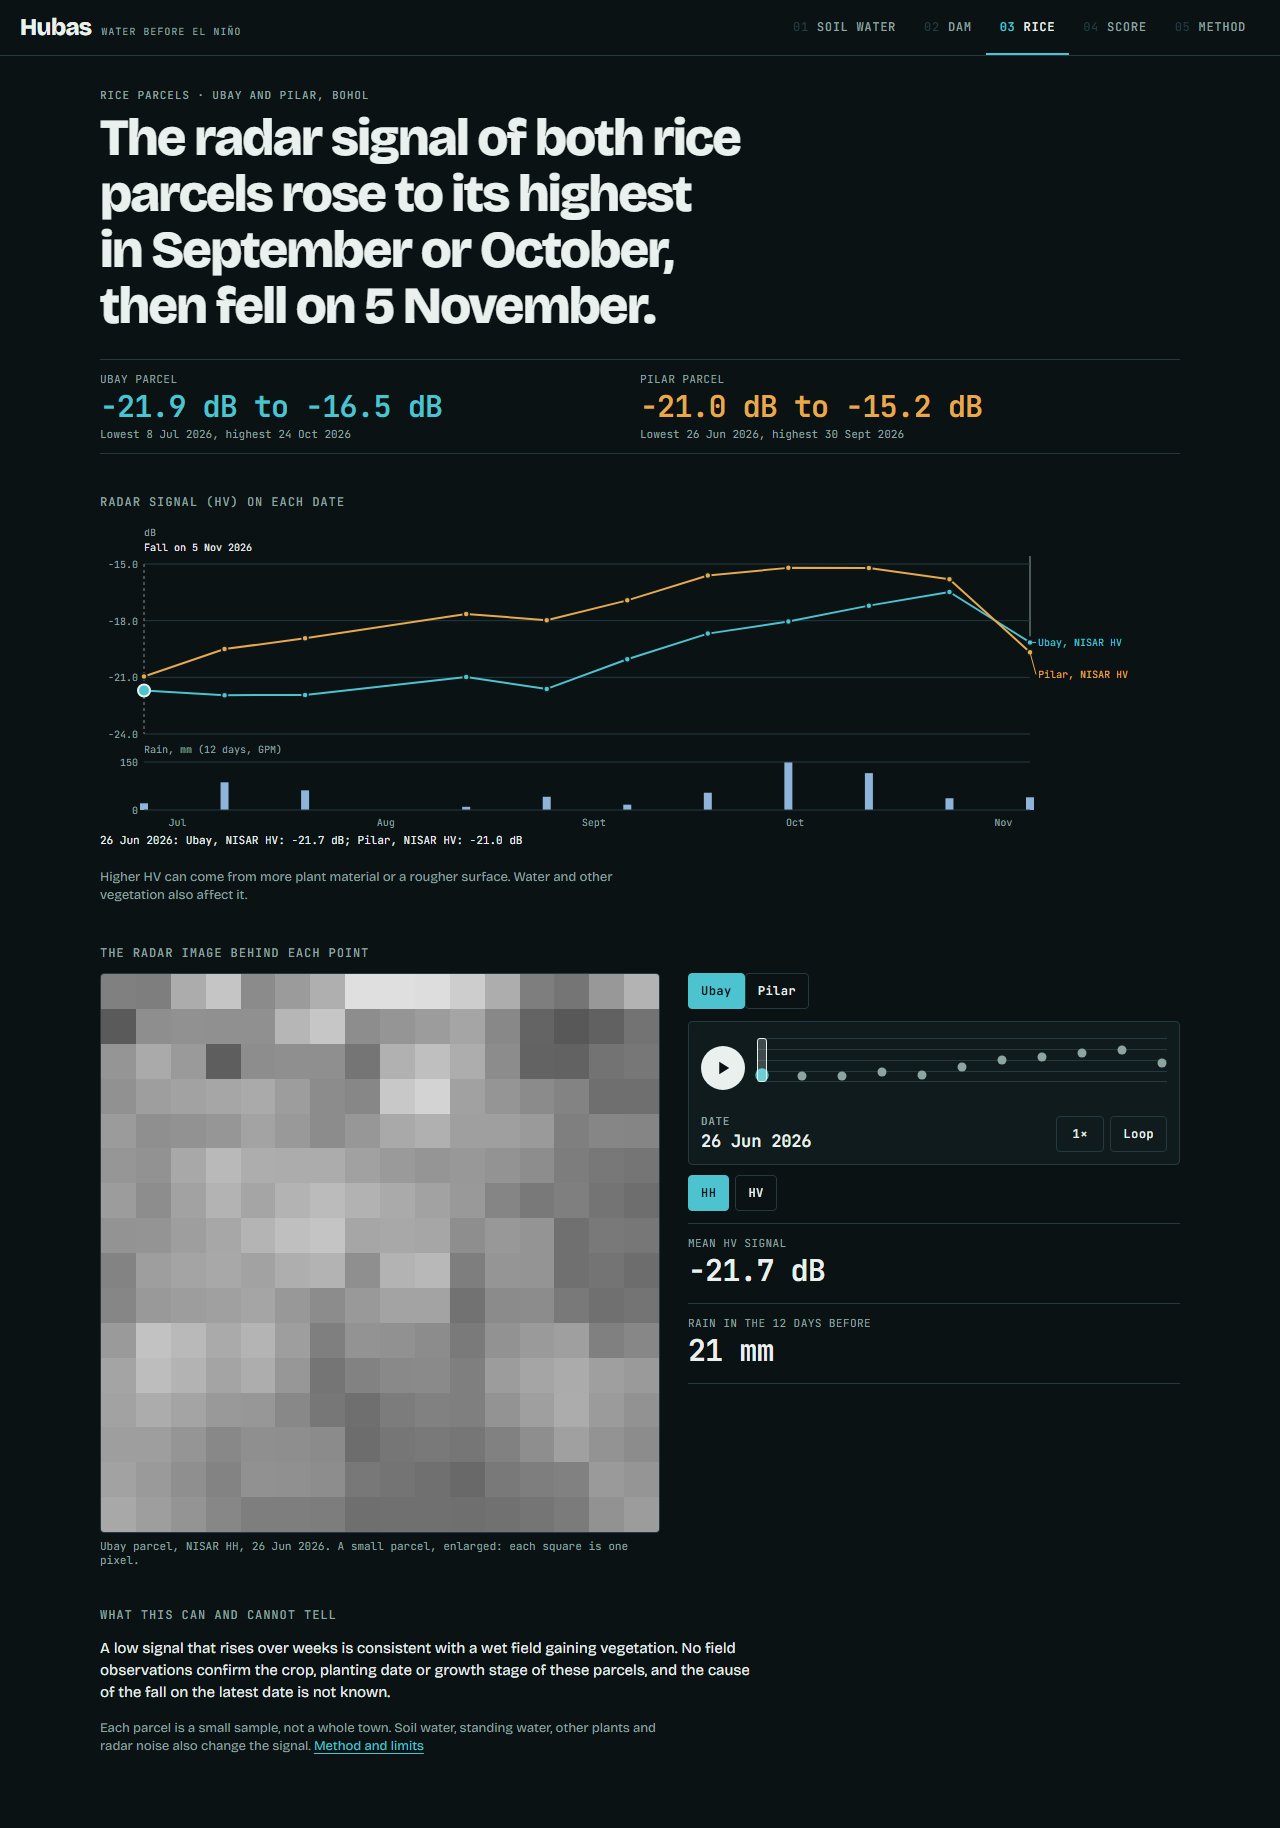 Hubas WATER BEFORE EL NIÑO
01 SOIL WATER 02 DAM 03 RICE 04 SCORE 05 METHOD
RICE PARCELS · UBAY AND PILAR, BOHOL
The radar signal of both rice
parcels rose to its highest
in September or October,
then fell on 5 November.
UBAY PARCEL
-21.9 dB to -16.5 dB
Lowest 8 Jul 2026, highest 24 Oct 2026
PILAR PARCEL
-21.0 dB to -15.2 dB
Lowest 26 Jun 2026, highest 30 Sept 2026
RADAR SIGNAL (HV) ON EACH DATE
dB
Fall on 5 Nov 2026
-15.0
-18.0
-21.0
-24.0
Ubay, NISAR HV
Pilar, NISAR HV
Rain, mm (12 days, GPM)
150
0
Jul Aug Sept Oct Nov
26 Jun 2026: Ubay, NISAR HV: -21.7 dB; Pilar, NISAR HV: -21.0 dB
Higher HV can come from more plant material or a rougher surface. Water and other
vegetation also affect it.
THE RADAR IMAGE BEHIND EACH POINT
Ubay Pilar
DATE
26 Jun 2026
1× Loop
HH HV
MEAN HV SIGNAL
-21.7 dB
RAIN IN THE 12 DAYS BEFORE
21 mm
Ubay parcel, NISAR HH, 26 Jun 2026. A small parcel, enlarged: each square is one
pixel.
WHAT THIS CAN AND CANNOT TELL
A low signal that rises over weeks is consistent with a wet field gaining vegetation. No field
observations confirm the crop, planting date or growth stage of these parcels, and the cause
of the fall on the latest date is not known.
Each parcel is a small sample, not a whole town. Soil water, standing water, other plants and
radar noise also change the signal. Method and limits